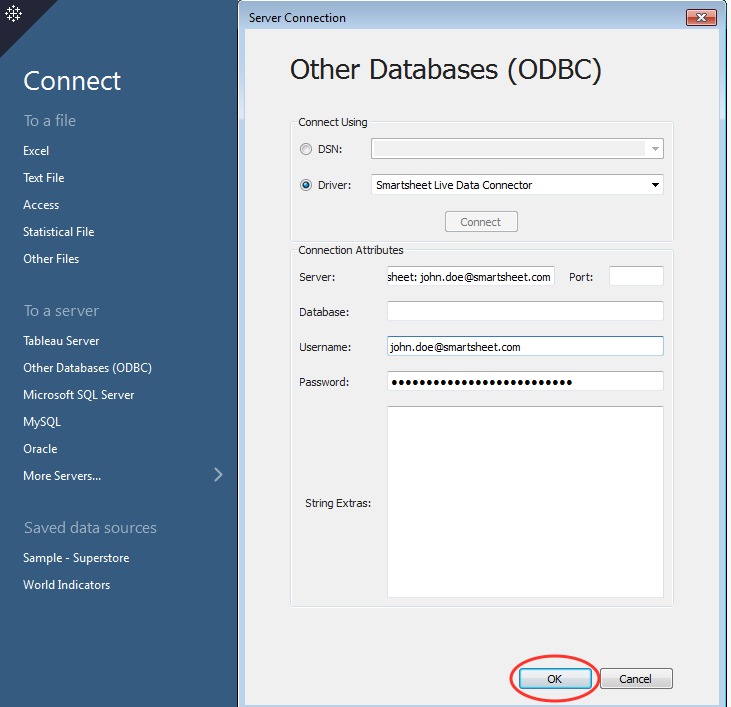 Connect
To a file
Excel
Text File
Access
Statistical File
Other Files
To a server
Tableau Server
Other Databases (ODBC)
Microsoft SQL Server
MySQL
Oracle
More Servers...
Saved data sources
Sample - Superstore
World Indicators
Server Connection
Other Databases (ODBC)
Connect Using
DSN:
Driver: Smartsheet Live Data Connector
Connect
Connection Attributes
Server: sheet: john.doe@smartsheet.com Port:
Database:
Username: john.doe@smartsheet.com
Password: ••••••••••••••••••••••••••
String Extras:
OK Cancel